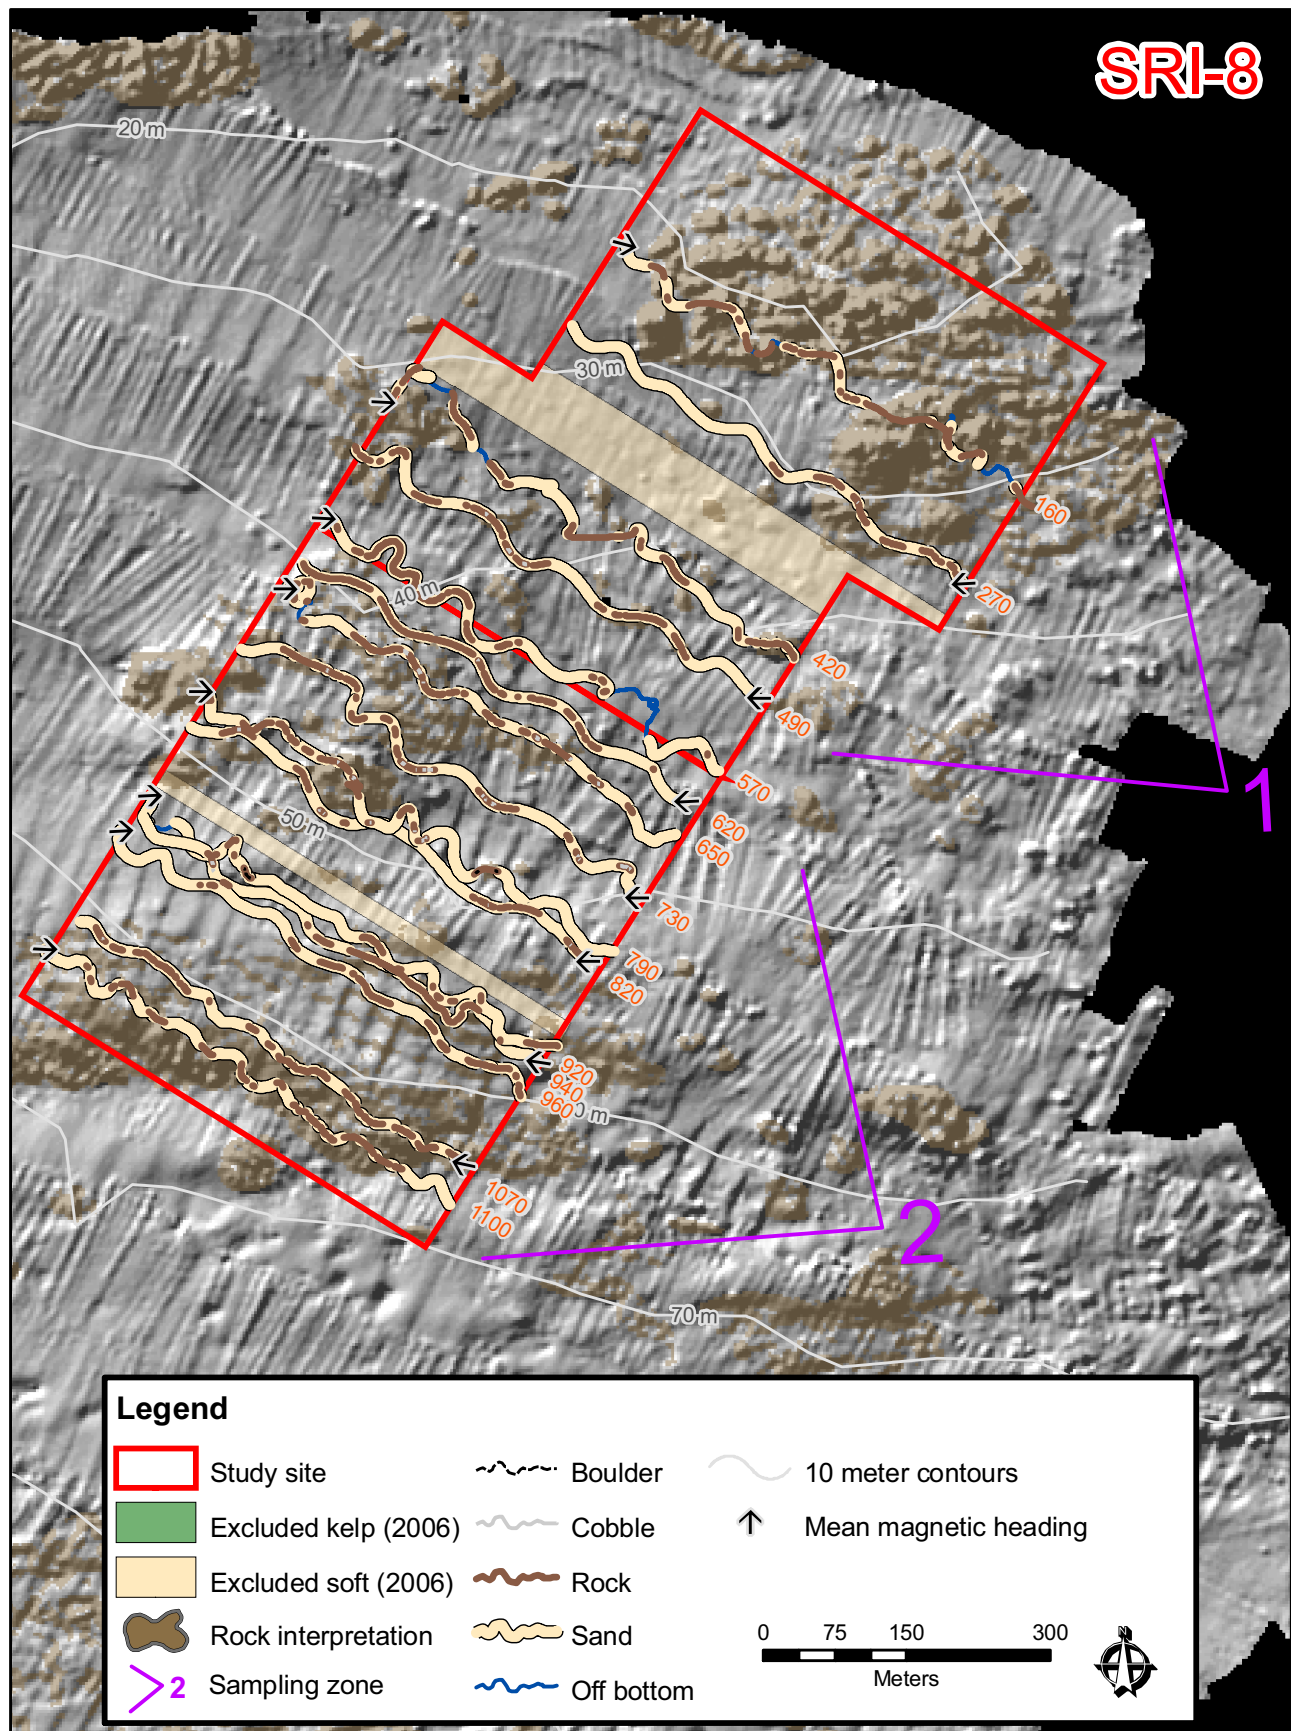 SRI-8
20 m
30 m
160
270
40 m
420
490
570
620
650
1
50 m
730
790
820
920
940
960
0 m
1070
1100
2
70 m
Legend
Study site
Excluded kelp (2006)
Excluded soft (2006)
Rock interpretation
2 Sampling zone
Boulder
Cobble
Rock
Sand
Off bottom
10 meter contours
Mean magnetic heading
0 75 150 300
Meters
N